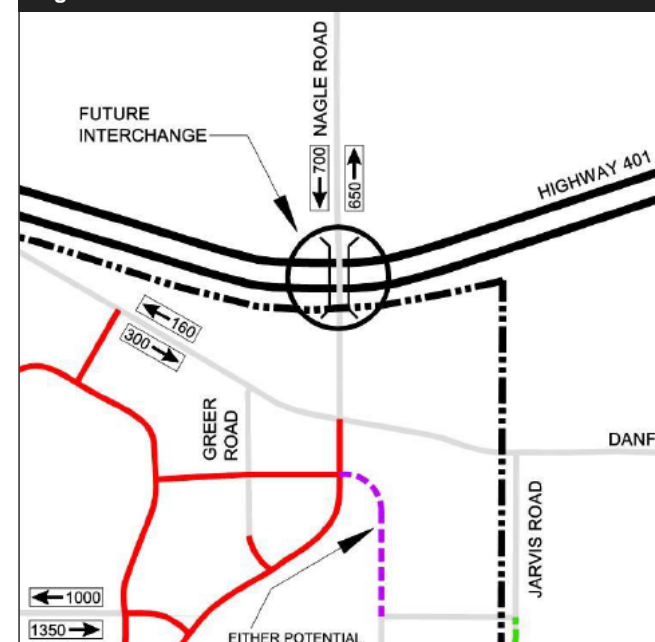 NAGLE ROAD
FUTURE
INTERCHANGE
700
650
HIGHWAY 401
160
300
GREER
ROAD
DANF
JARVIS ROAD
1000
1350
EITHER POTENTIAL